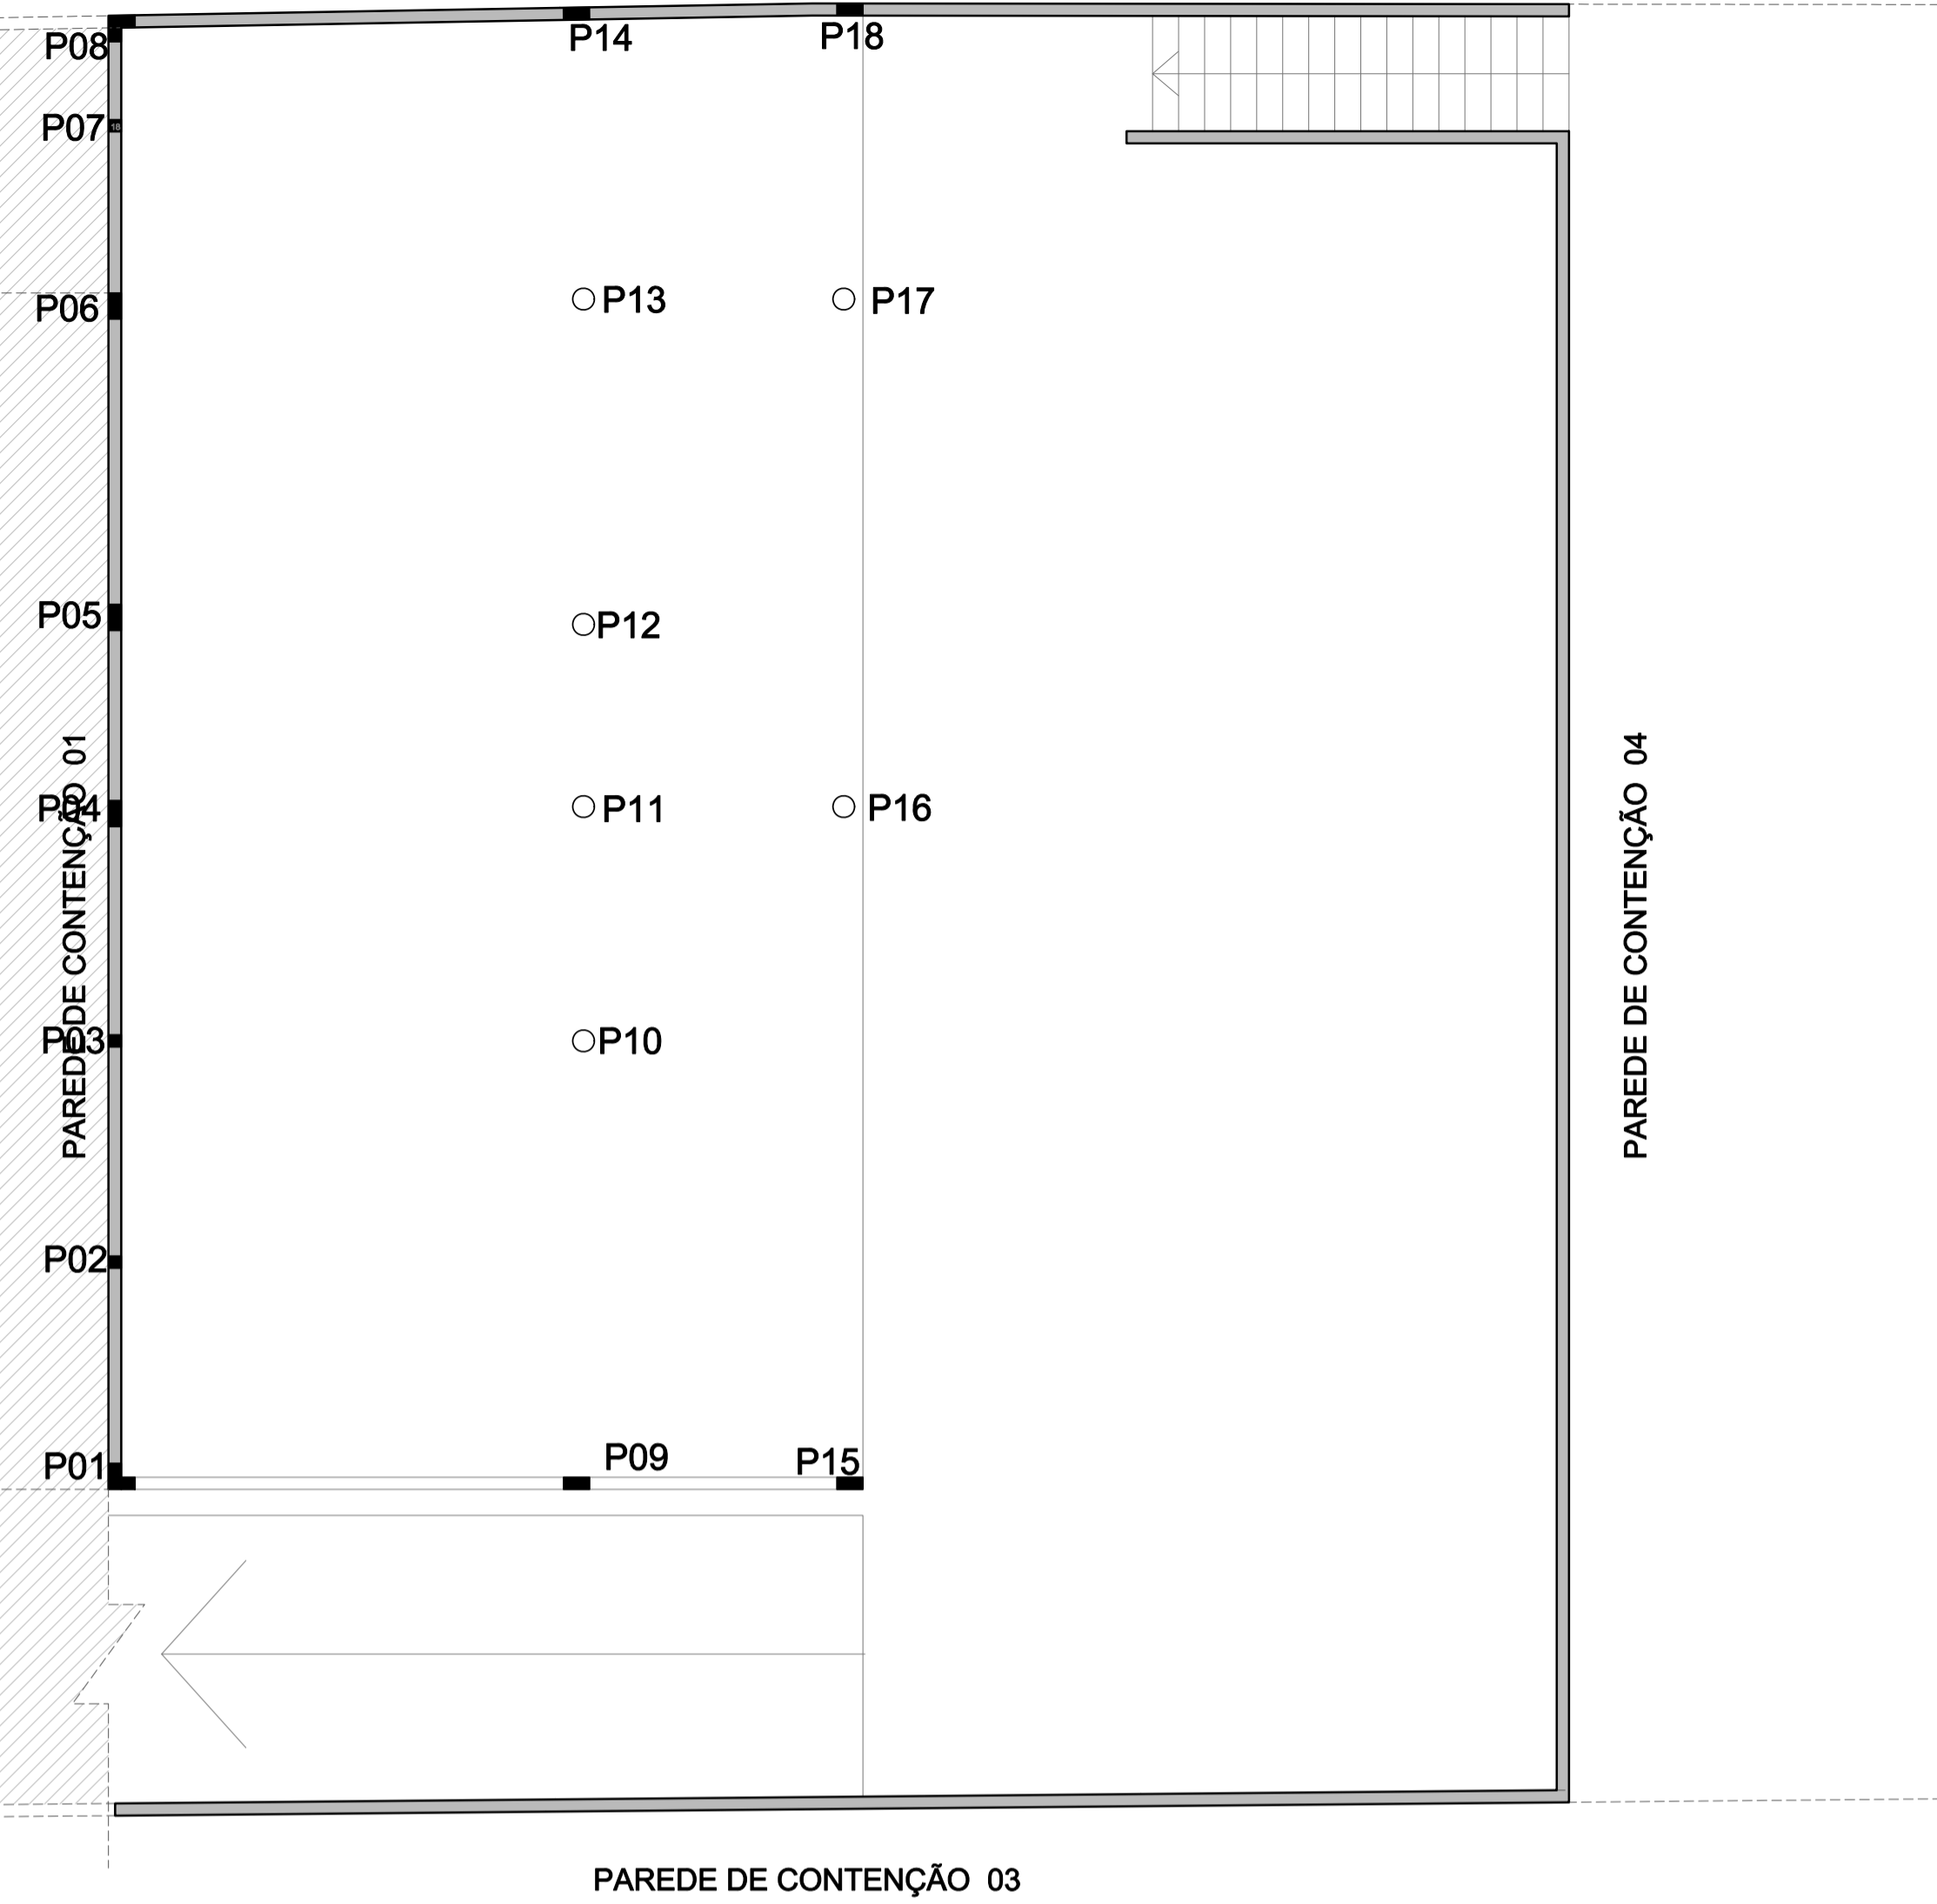 P08
P14
P18
P07
18
P13
P17
P06
P05
P12
PAREDE DE CONTENÇÃO 01
PAREDE DE CONTENÇÃO 04
P04
P11
P16
P03
P10
P02
P01
P09
P15
PAREDE DE CONTENÇÃO 03